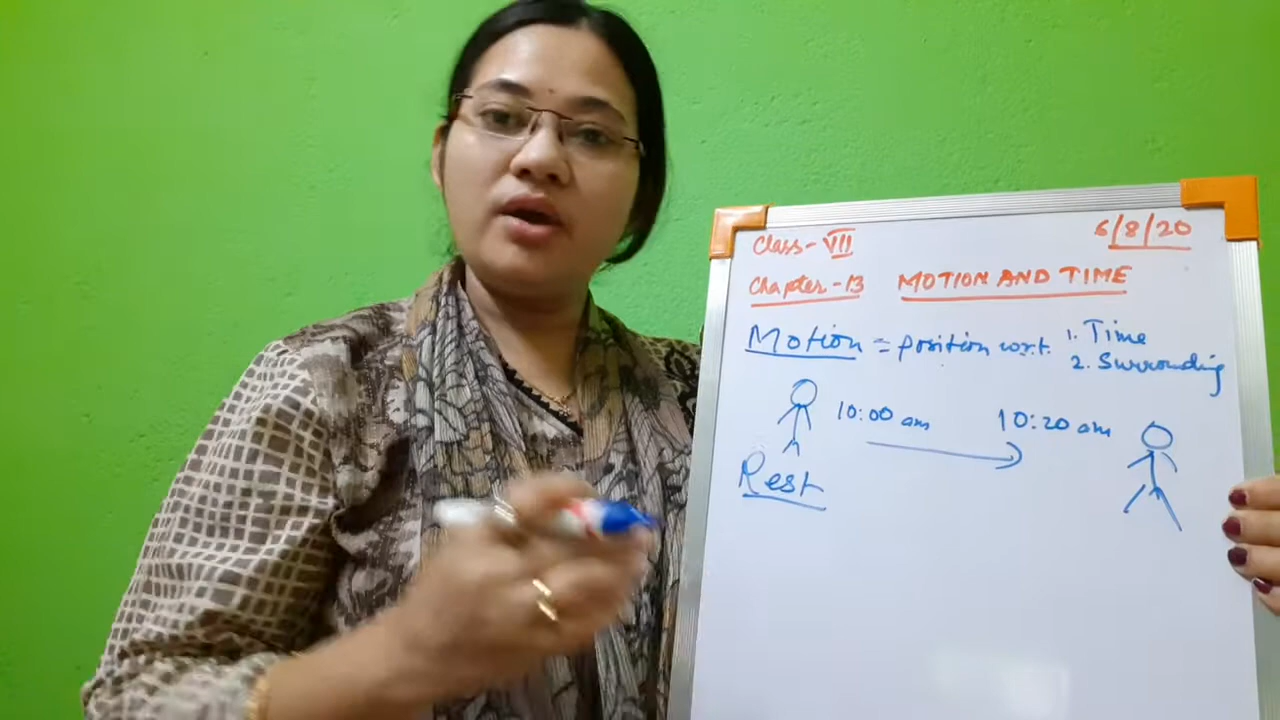 Class- VII 6/8/20
Chapter-13 MOTION AND TIME
Motion = position w.r.t. 1. Time
2. Surrounding
10:00 am 10:20 am
Rest